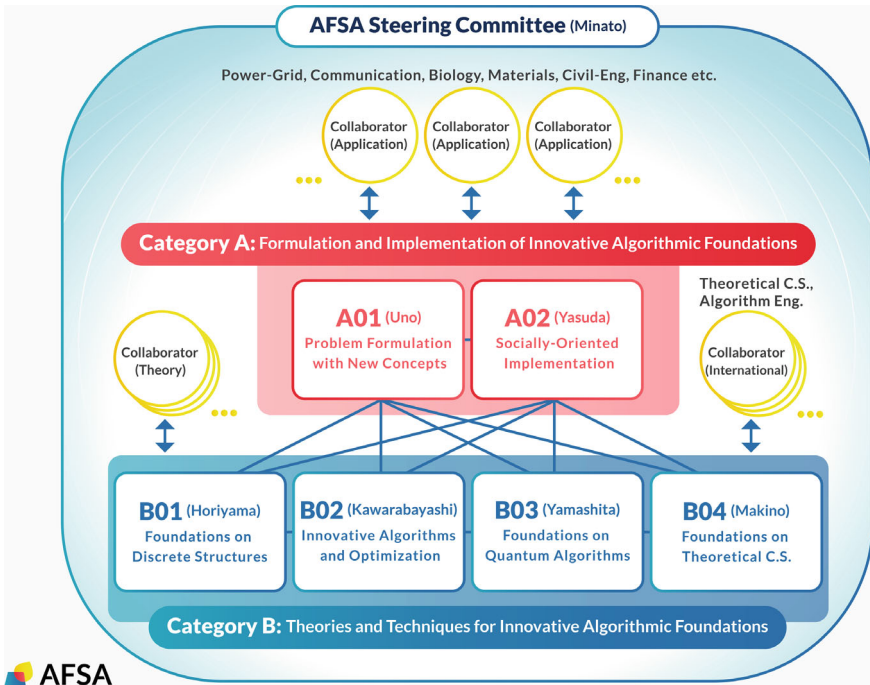 AFSA Steering Committee (Minato)
Power-Grid, Communication, Biology, Materials, Civil-Eng, Finance etc.
Collaborator
(Application)
Collaborator
(Application)
Collaborator
(Application)
Category A: Formulation and Implementation of Innovative Algorithmic Foundations
Theoretical C.S.,
Algorithm Eng.
A01 (Uno)
Problem Formulation
with New Concepts
A02 (Yasuda)
Socially-Oriented
Implementation
Collaborator
(Theory)
Collaborator
(International)
B01 (Horiyama)
Foundations on
Discrete Structures
B02 (Kawarabayashi)
Innovative Algorithms
and Optimization
B03 (Yamashita)
Foundations on
Quantum Algorithms
B04 (Makino)
Foundations on
Theoretical C.S.
Category B: Theories and Techniques for Innovative Algorithmic Foundations
AFSA